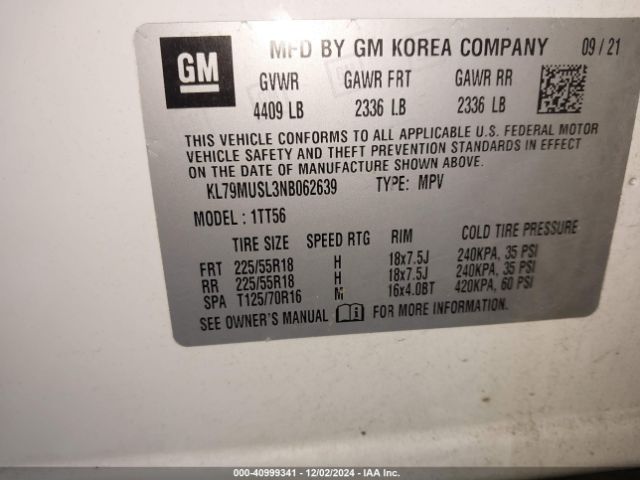 GM
MFD BY GM KOREA COMPANY 09/21
GVWR GAWR FRT GAWR RR
4409 LB 2336 LB 2336 LB
THIS VEHICLE CONFORMS TO ALL APPLICABLE U.S. FEDERAL MOTOR
VEHICLE SAFETY AND THEFT PREVENTION STANDARDS IN EFFECT
ON THE DATE OF MANUFACTURE SHOWN ABOVE.
KL79MUSL3NB062639 TYPE: MPV
MODEL: 1TT56
TIRE SIZE SPEED RTG RIM COLD TIRE PRESSURE
FRT 225/55R18 H 18x7.5J 240KPA, 35 PSI
RR 225/55R18 H 18x7.5J 240KPA, 35 PSI
SPA T125/70R16 M 16x4.0BT 420KPA, 60 PSI
SEE OWNER'S MANUAL FOR MORE INFORMATION.
000-40999341 - 12/02/2024 - IAA Inc.